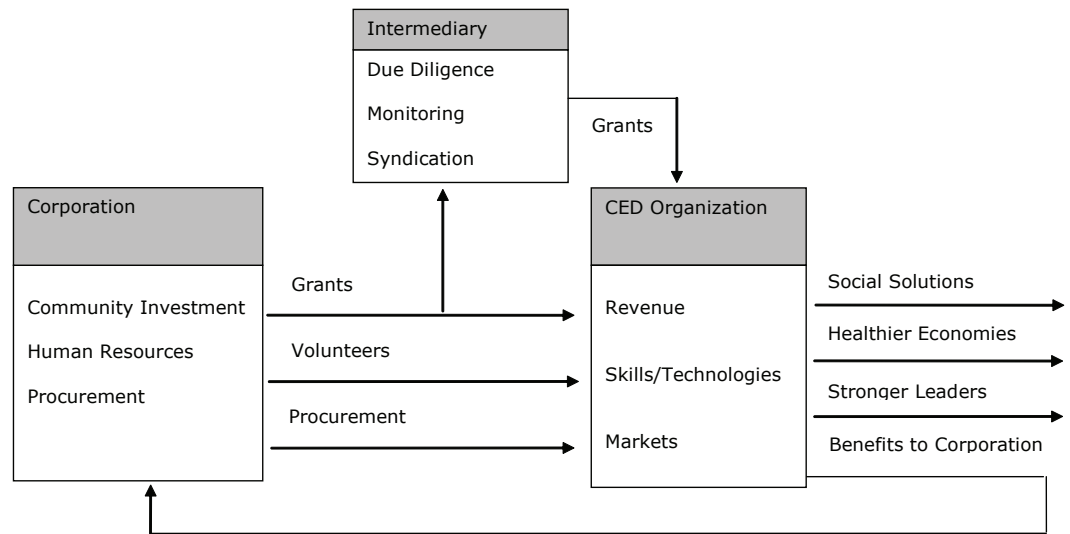 Intermediary
Due Diligence
Monitoring
Syndication
Grants
Corporation
Community Investment
Human Resources
Procurement
Grants
Volunteers
Procurement
CED Organization
Revenue
Skills/Technologies
Markets
Social Solutions
Healthier Economies
Stronger Leaders
Benefits to Corporation